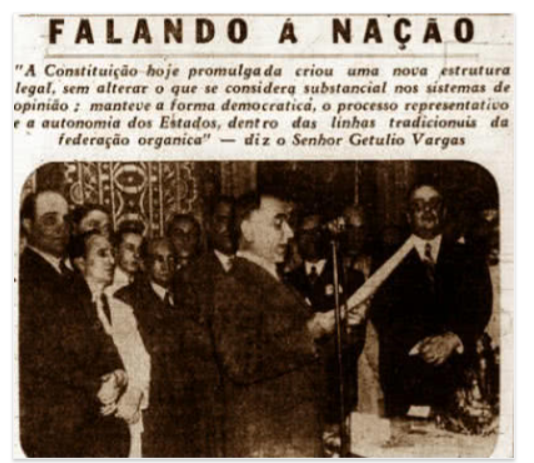 FALANDO Á NAÇÃO
"A Constituição hoje promulgada criou uma nova estrutura
legal, sem alterar o que se considera substancial nos sistemas de
opinião ; manteve a forma democratica, o processo representativo
e a autonomia dos Estados, dentro das linhas tradicionais da
federação organica" — diz o Senhor Getulio Vargas